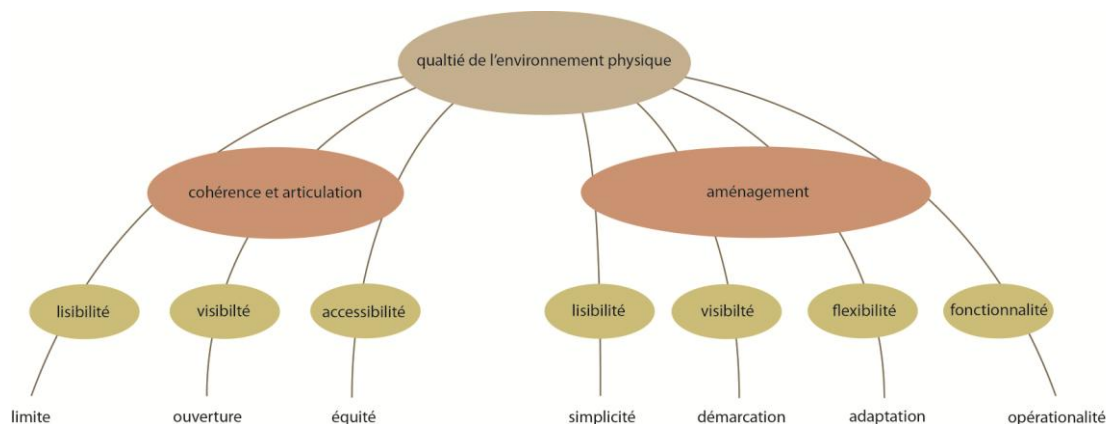 qualtié de l'environnement physique
cohérence et articulation
aménagement
lisibilité
visibilté
accessibilité
lisibilité
visibilté
flexibilité
fonctionnalité
limite
ouverture
équité
simplicité
démarcation
adaptation
opérationalité